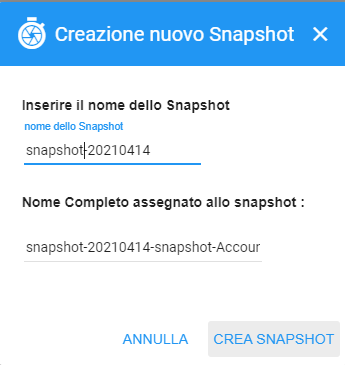 Creazione nuovo Snapshot
Inserire il nome dello Snapshot
nome dello Snapshot
snapshot-20210414
Nome Completo assegnato allo snapshot :
snapshot-20210414-snapshot-Accour
ANNULLA
CREA SNAPSHOT